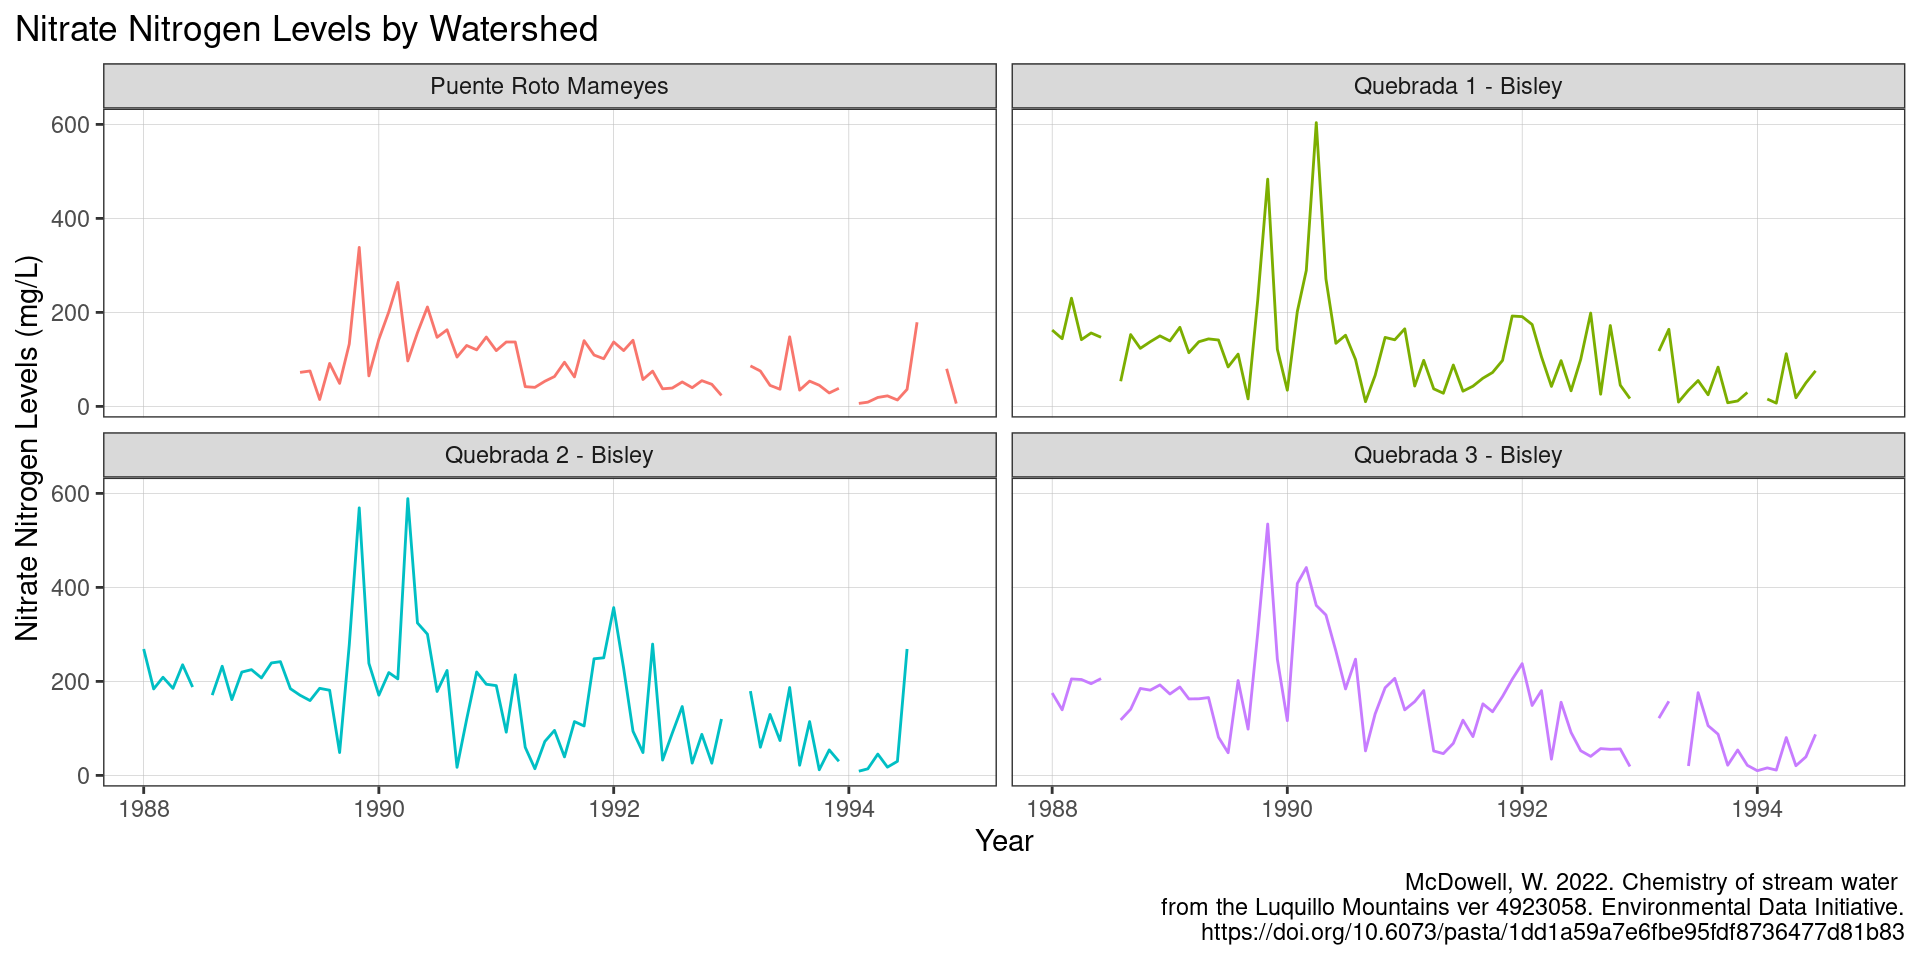 Nitrate Nitrogen Levels by Watershed
Puente Roto Mameyes
Quebrada 1 - Bisley
600
400
200
0
Quebrada 2 - Bisley
Quebrada 3 - Bisley
600
400
200
0
Nitrate Nitrogen Levels (mg/L)
1988
1990
1992
1994
1988
1990
1992
1994
Year
McDowell, W. 2022. Chemistry of stream water
from the Luquillo Mountains ver 4923058. Environmental Data Initiative.
https://doi.org/10.6073/pasta/1dd1a59a7e6fbe95fdf8736477d81b83